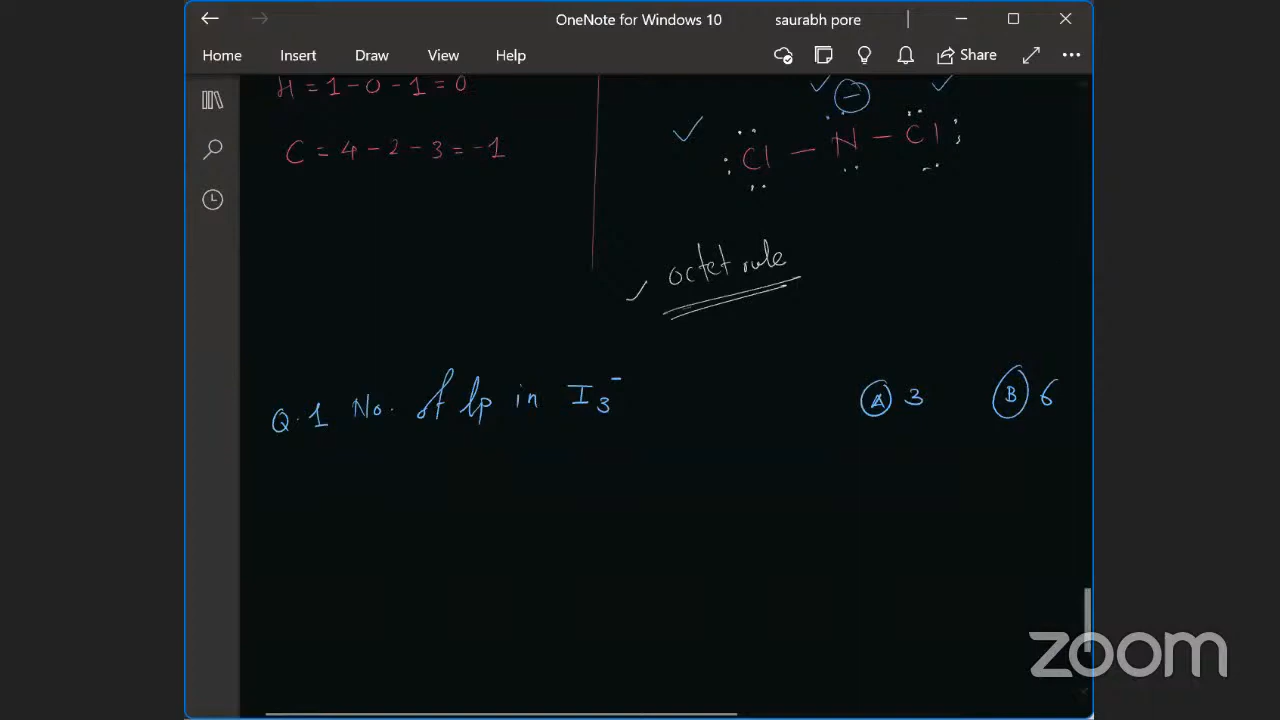 OneNote for Windows 10
saurabh pore
Home Insert Draw View Help Share
H = 1 - 0 - 1 = 0
C = 4 - 2 - 3 = -1
Cl - N - Cl
octet rule
Q.1 No. of lp in I3- A 3 B 6
zoom